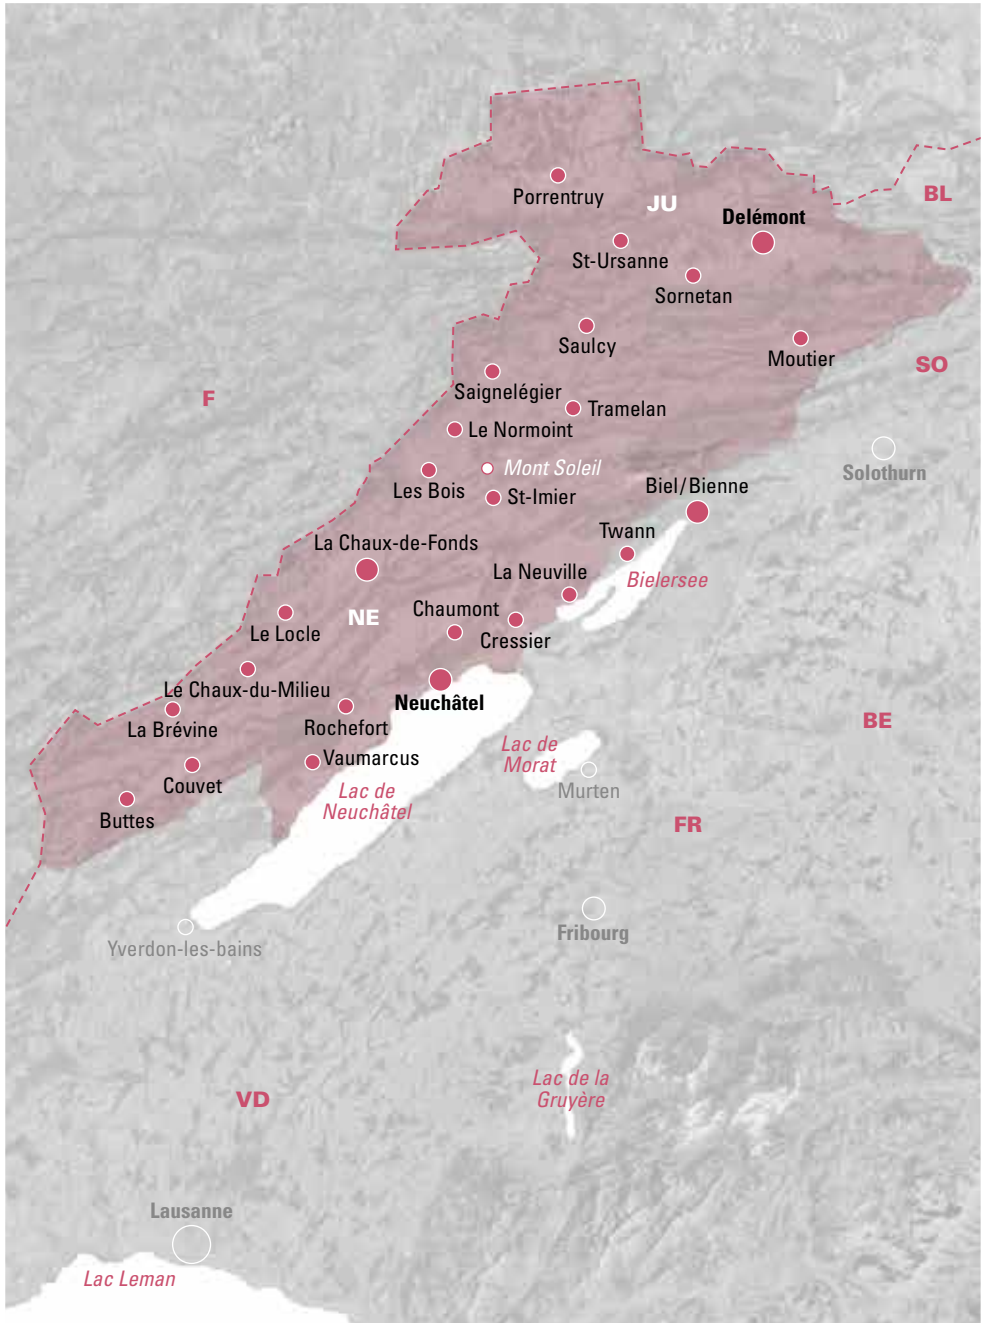 BL
Porrentruy
JU
Delémont
St-Ursanne
Sornetan
Saulcy
Moutier
SO
Saignelégier
F
Tramelan
Le Normoint
Mont Soleil
Solothurn
Les Bois
St-Imier
Biel/Bienne
Twann
La Chaux-de-Fonds
La Neuville
Bielersee
Chaumont
NE
Le Locle
Cressier
Le Chaux-du-Milieu
Neuchâtel
La Brévine
Rochefort
BE
Lac de
Morat
Vaumarcus
Couvet
Lac de
Neuchâtel
Murten
Buttes
FR
Fribourg
Yverdon-les-bains
Lac de la
Gruyère
VD
Lausanne
Lac Leman